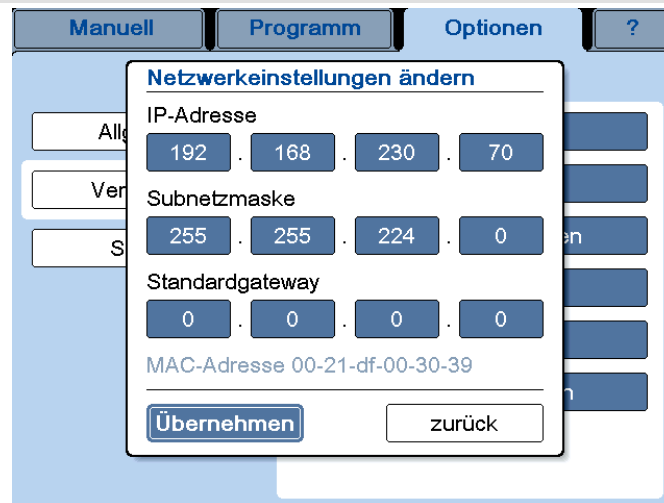 Manuell Programm Optionen ?
Netzwerkeinstellungen ändern
IP-Adresse
192 . 168 . 230 . 70
Subnetzmaske
255 . 255 . 224 . 0
Standardgateway
0 . 0 . 0 . 0
MAC-Adresse 00-21-df-00-30-39
Übernehmen zurück